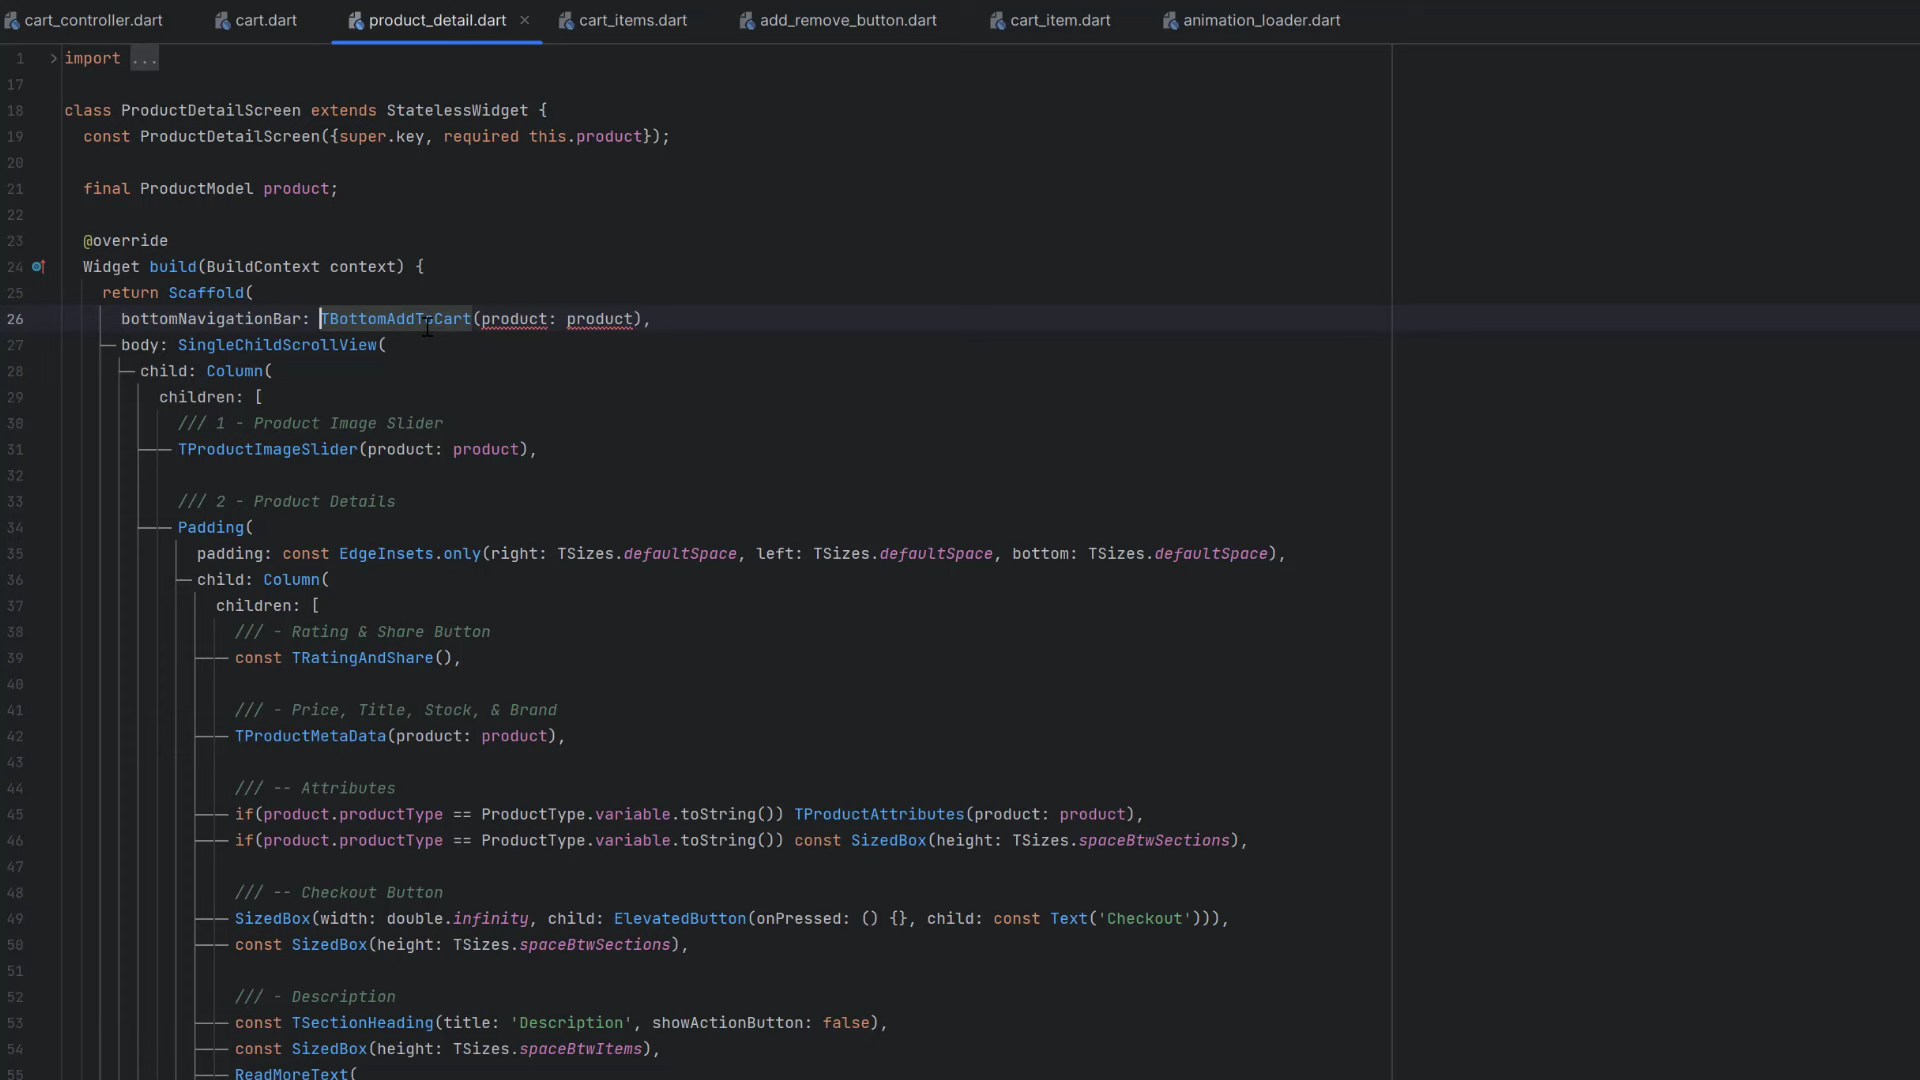 cart_controller.dart cart.dart product_detail.dart × cart_items.dart add_remove_button.dart cart_item.dart animation_loader.dart
1 > import ...
17
18 class ProductDetailScreen extends StatelessWidget {
19 const ProductDetailScreen({super.key, required this.product});
20
21 final ProductModel product;
22
23 @override
24 Widget build(BuildContext context) {
25 return Scaffold(
26 bottomNavigationBar: TBottomAddToCart(product: product),
27 body: SingleChildScrollView(
28 child: Column(
29 children: [
30 /// 1 - Product Image Slider
31 TProductImageSlider(product: product),
32
33 /// 2 - Product Details
34 Padding(
35 padding: const EdgeInsets.only(right: TSizes.defaultSpace, left: TSizes.defaultSpace, bottom: TSizes.defaultSpace),
36 child: Column(
37 children: [
38 /// - Rating & Share Button
39 const TRatingAndShare(),
40
41 /// - Price, Title, Stock, & Brand
42 TProductMetaData(product: product),
43
44 /// -- Attributes
45 if(product.productType == ProductType.variable.toString()) TProductAttributes(product: product),
46 if(product.productType == ProductType.variable.toString()) const SizedBox(height: TSizes.spaceBtwSections),
47
48 /// -- Checkout Button
49 SizedBox(width: double.infinity, child: ElevatedButton(onPressed: () {}, child: const Text('Checkout'))),
50 const SizedBox(height: TSizes.spaceBtwSections),
51
52 /// - Description
53 const TSectionHeading(title: 'Description', showActionButton: false),
54 const SizedBox(height: TSizes.spaceBtwItems),
55 ReadMoreText(